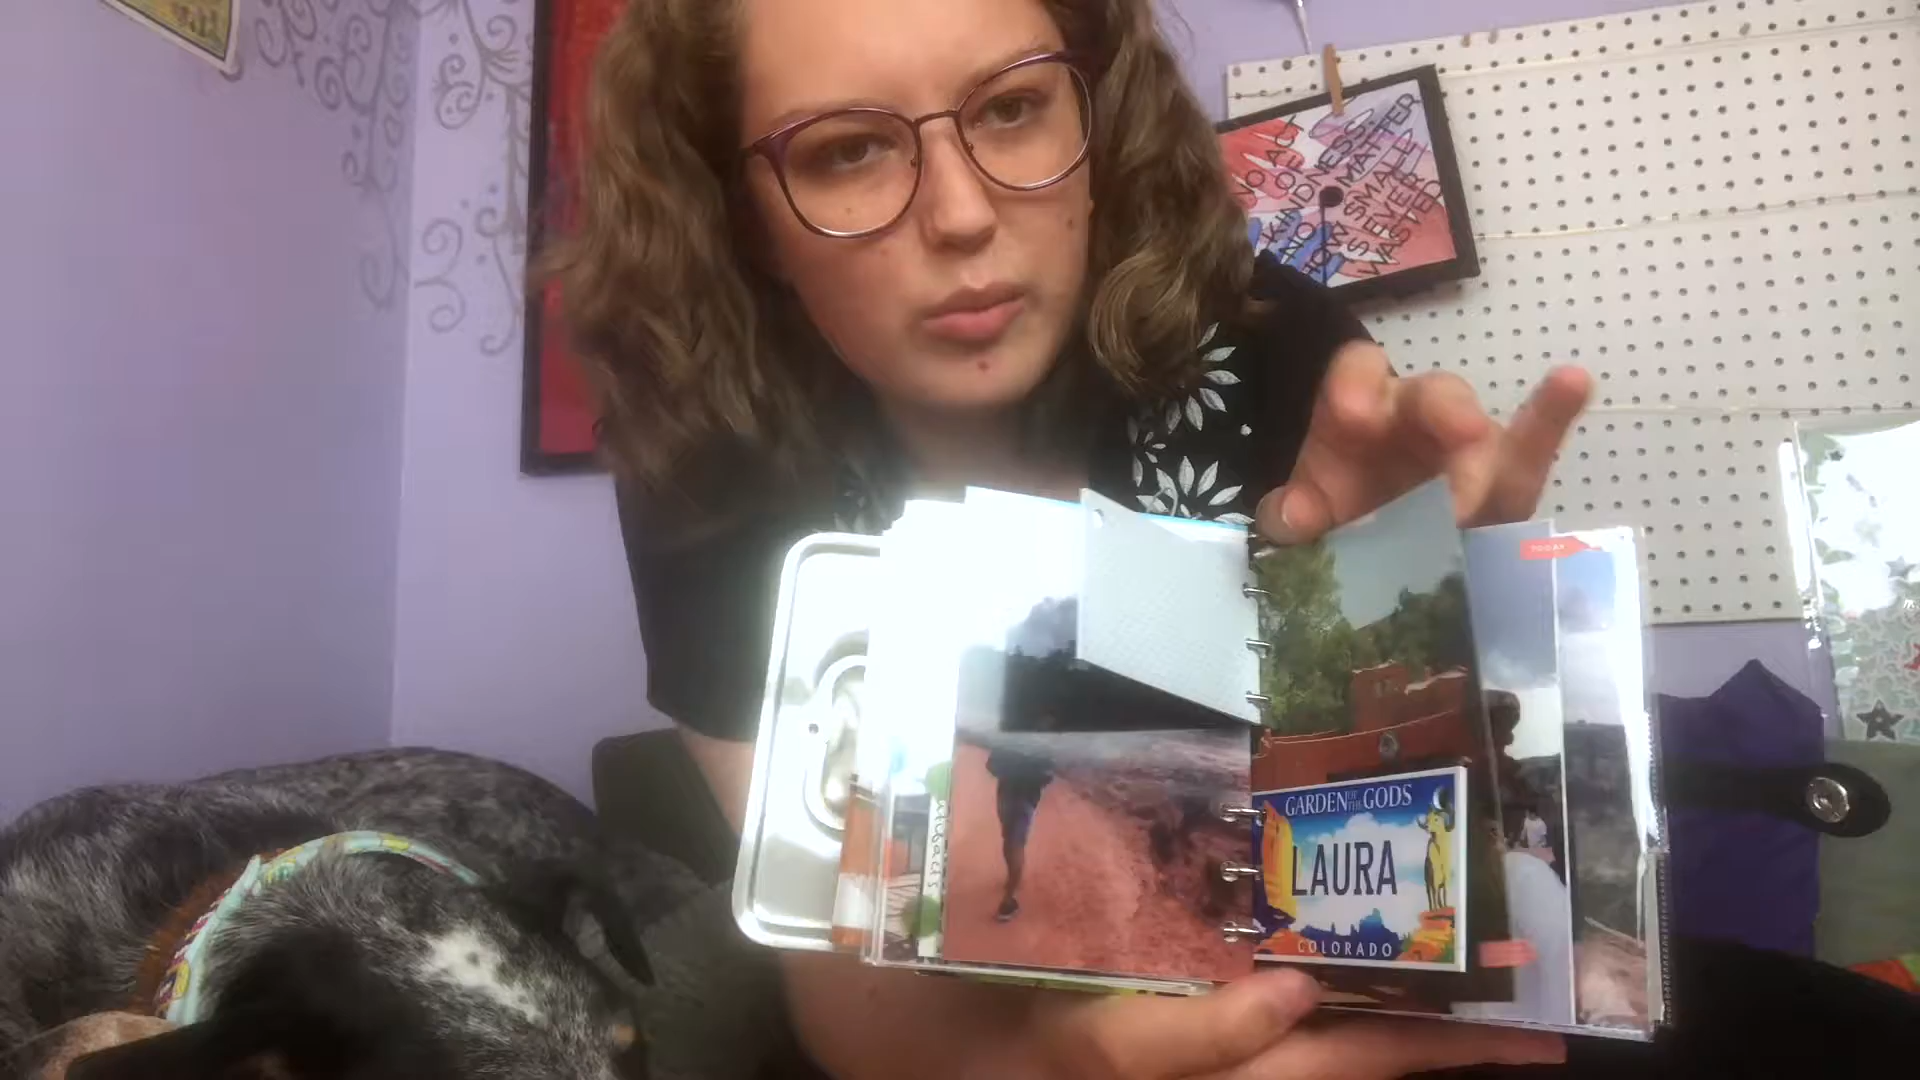 NO ACT
OF
KINDNESS,
NO MATTER
HOW SMALL
IS EVER
WASTED
TODAY
GARDEN OF THE GODS
LAURA
COLORADO